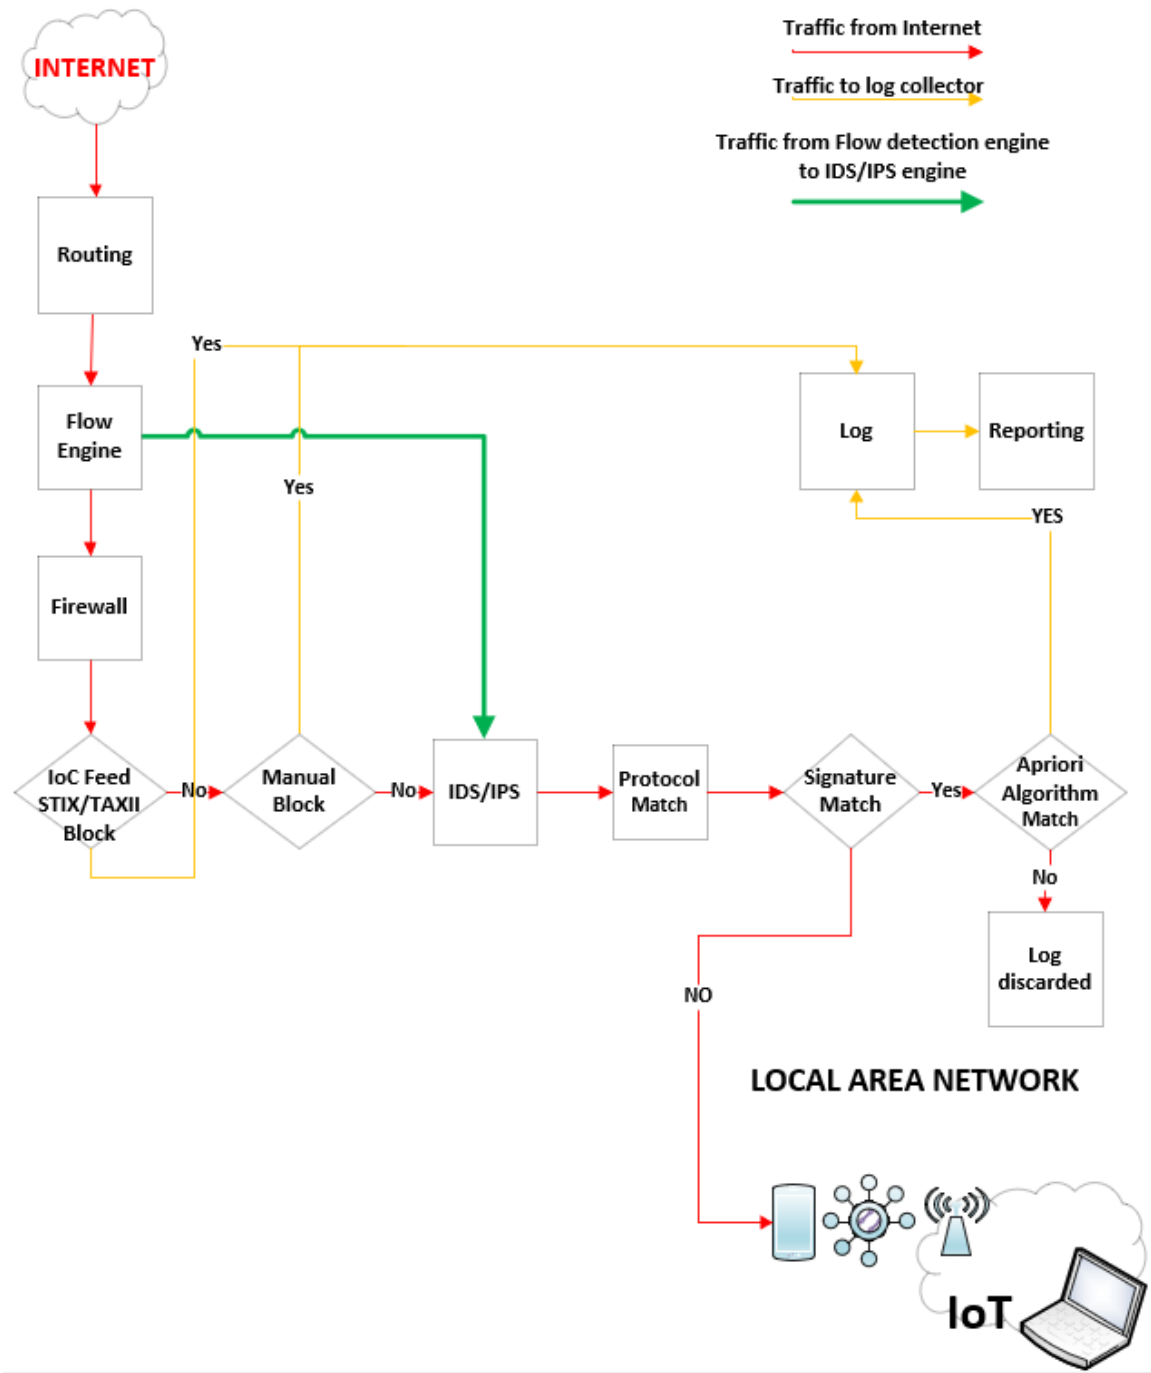 INTERNET
Traffic from Internet
Traffic to log collector
Traffic from Flow detection engine
to IDS/IPS engine
Routing
Yes
Flow
Engine
Log
Reporting
Yes
YES
Firewall
IoC Feed
STIX/TAXII
Block
No
Manual
Block
No
IDS/IPS
Protocol
Match
Signature
Match
Yes
Apriori
Algorithm
Match
No
Log
discarded
NO
LOCAL AREA NETWORK
IoT